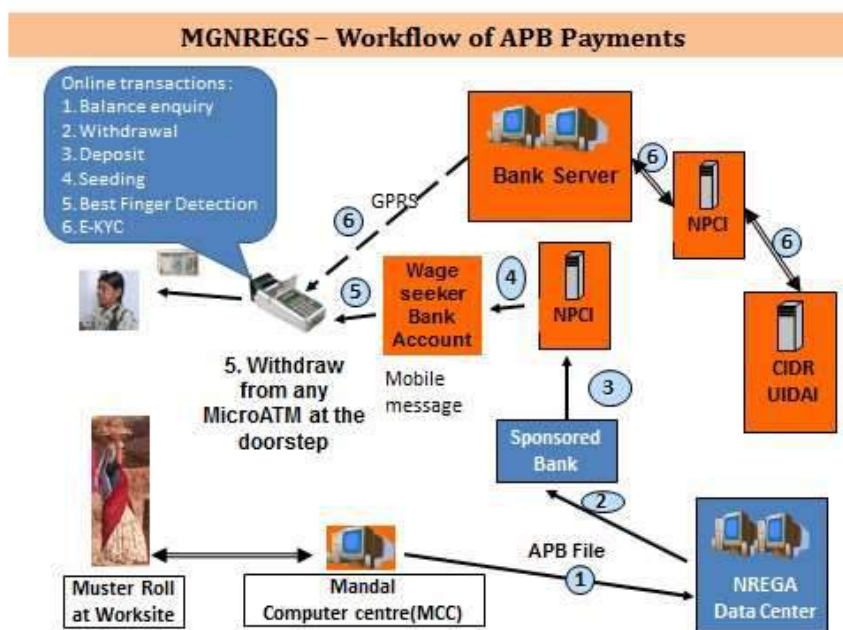 MGNREGS – Workflow of APB Payments
Online transactions:
1. Balance enquiry
2. Withdrawal
3. Deposit
4. Seeding
5. Best Finger Detection
6. E-KYC
Bank Server
6
NPCI
6
CIDR
UIDAI
GPRS
6
5
Wage
seeker
Bank
Account
4
NPCI
5. Withdraw
from any
MicroATM at the
doorstep
Mobile
message
3
Sponsored
Bank
2
APB File
1
NREGA
Data Center
Muster Roll
at Worksite
Mandal
Computer centre(MCC)